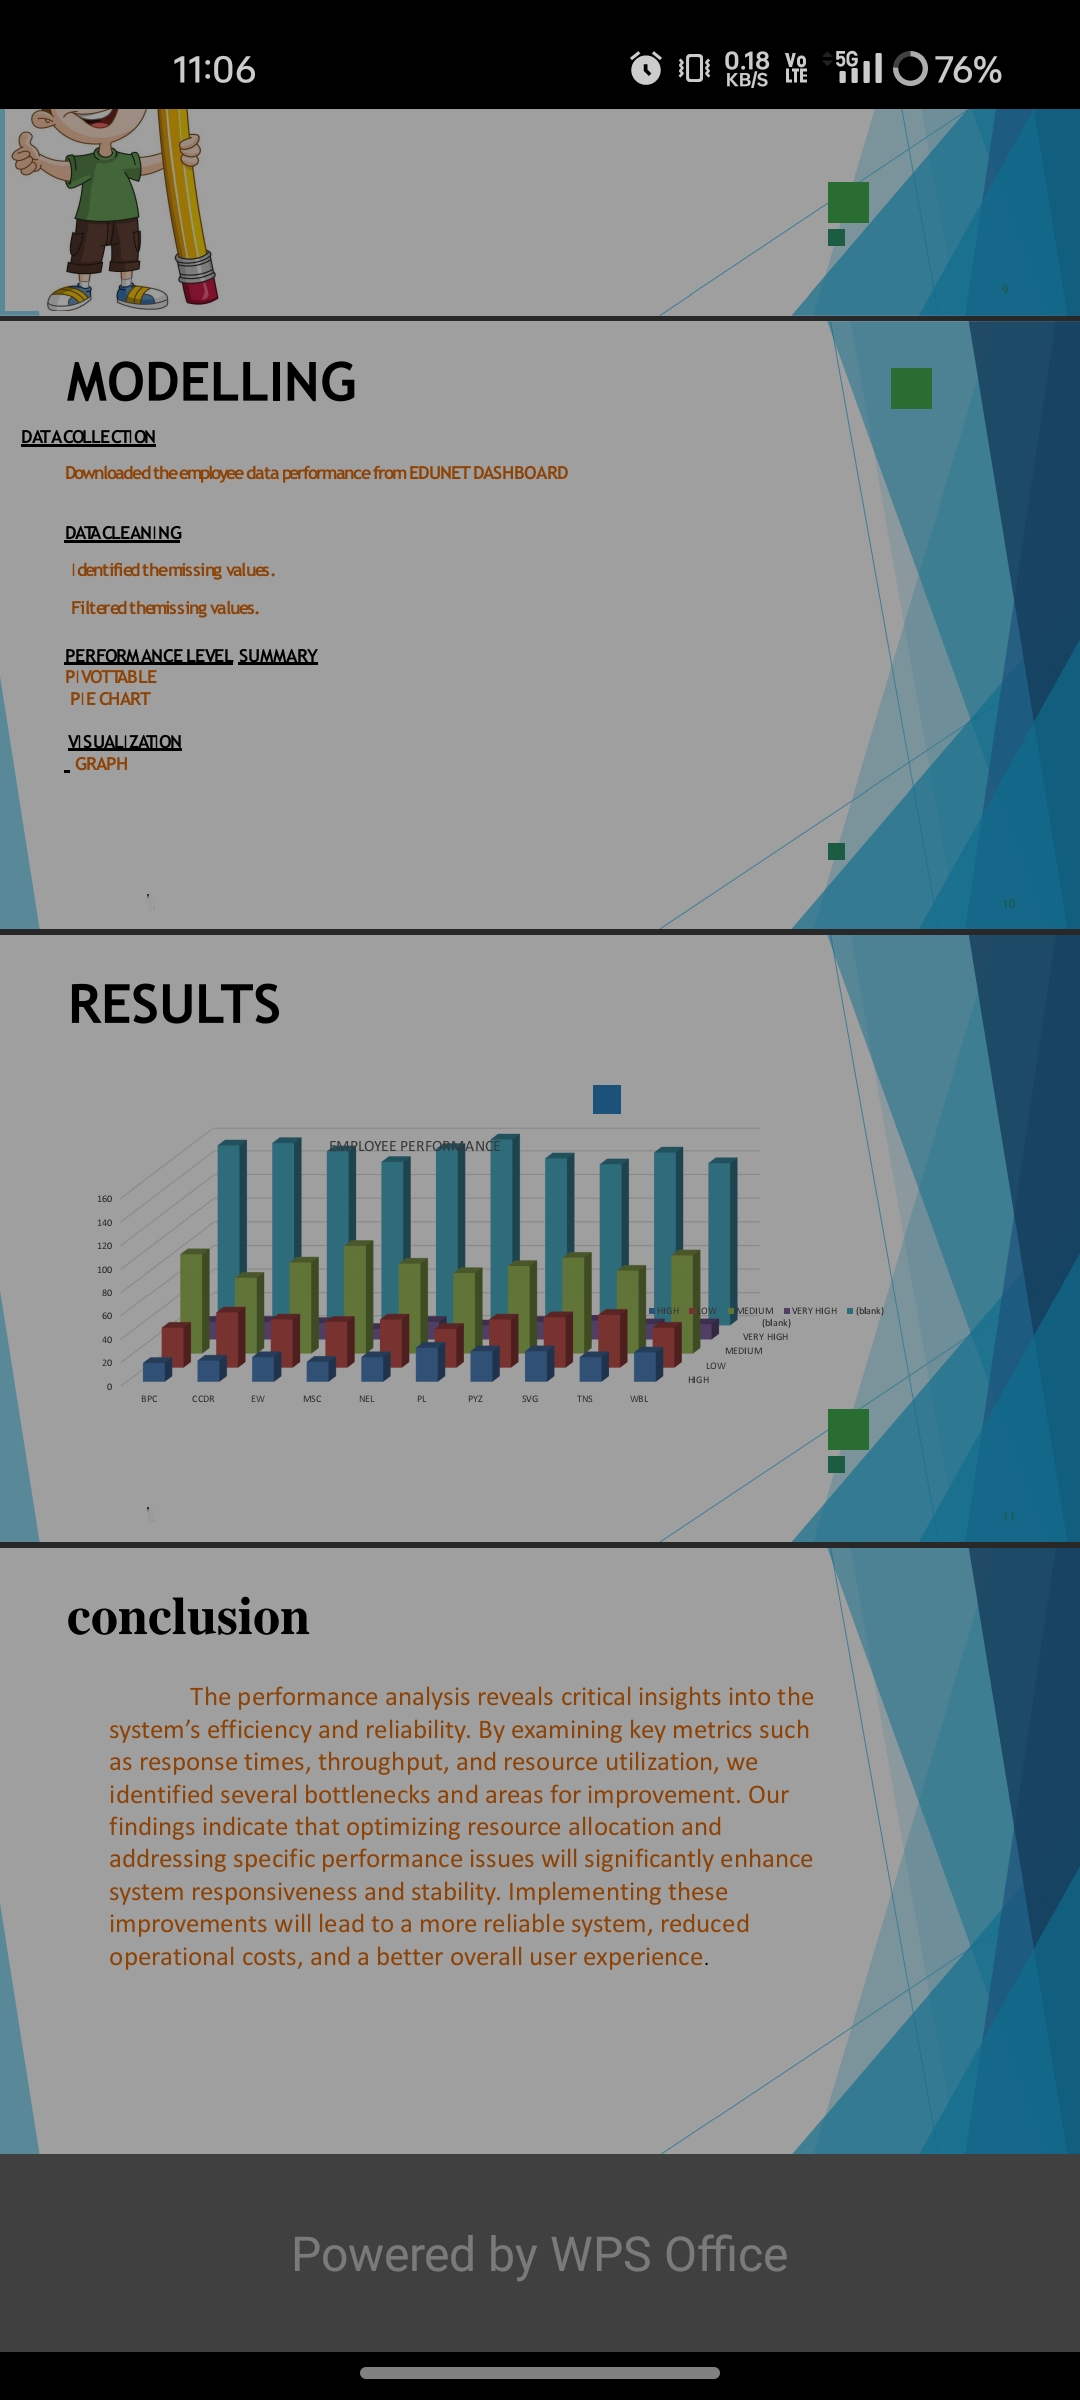 11:06
0.18 KB/S Vo LTE 5G 76%
9
MODELLING
DATA COLLECTION
Downloaded the employee data performance from EDUNET DASHBOARD
DATA CLEANING
Identified the missing values.
Filtered the missing values.
PERFORMANCE LEVEL SUMMARY
PIVOT TABLE
PIE CHART
VISUALIZATION
GRAPH
10
RESULTS
EMPLOYEE PERFORMANCE
160
140
120
100
80
60
40
20
0
HIGH LOW MEDIUM VERY HIGH (blank)
(blank)
VERY HIGH
MEDIUM
LOW
HIGH
BPC CCDR EW MSC NEL PL PYZ SVG TNS WBL
11
conclusion
The performance analysis reveals critical insights into the
system's efficiency and reliability. By examining key metrics such
as response times, throughput, and resource utilization, we
identified several bottlenecks and areas for improvement. Our
findings indicate that optimizing resource allocation and
addressing specific performance issues will significantly enhance
system responsiveness and stability. Implementing these
improvements will lead to a more reliable system, reduced
operational costs, and a better overall user experience.
Powered by WPS Office